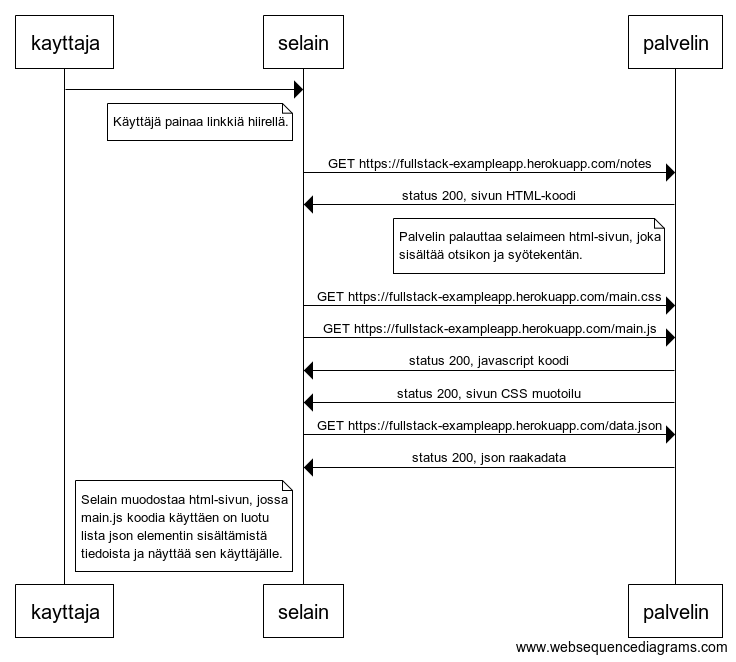 kayttaja
selain
palvelin
Käyttäjä painaa linkkiä hiirellä.
GET https://fullstack-exampleapp.herokuapp.com/notes
status 200, sivun HTML-koodi
Palvelin palauttaa selaimeen html-sivun, joka
sisältää otsikon ja syötekentän.
GET https://fullstack-exampleapp.herokuapp.com/main.css
GET https://fullstack-exampleapp.herokuapp.com/main.js
status 200, javascript koodi
status 200, sivun CSS muotoilu
GET https://fullstack-exampleapp.herokuapp.com/data.json
status 200, json raakadata
Selain muodostaa html-sivun, jossa
main.js koodia käyttäen on luotu
lista json elementin sisältämistä
tiedoista ja näyttää sen käyttäjälle.
kayttaja
selain
palvelin
www.websequencediagrams.com